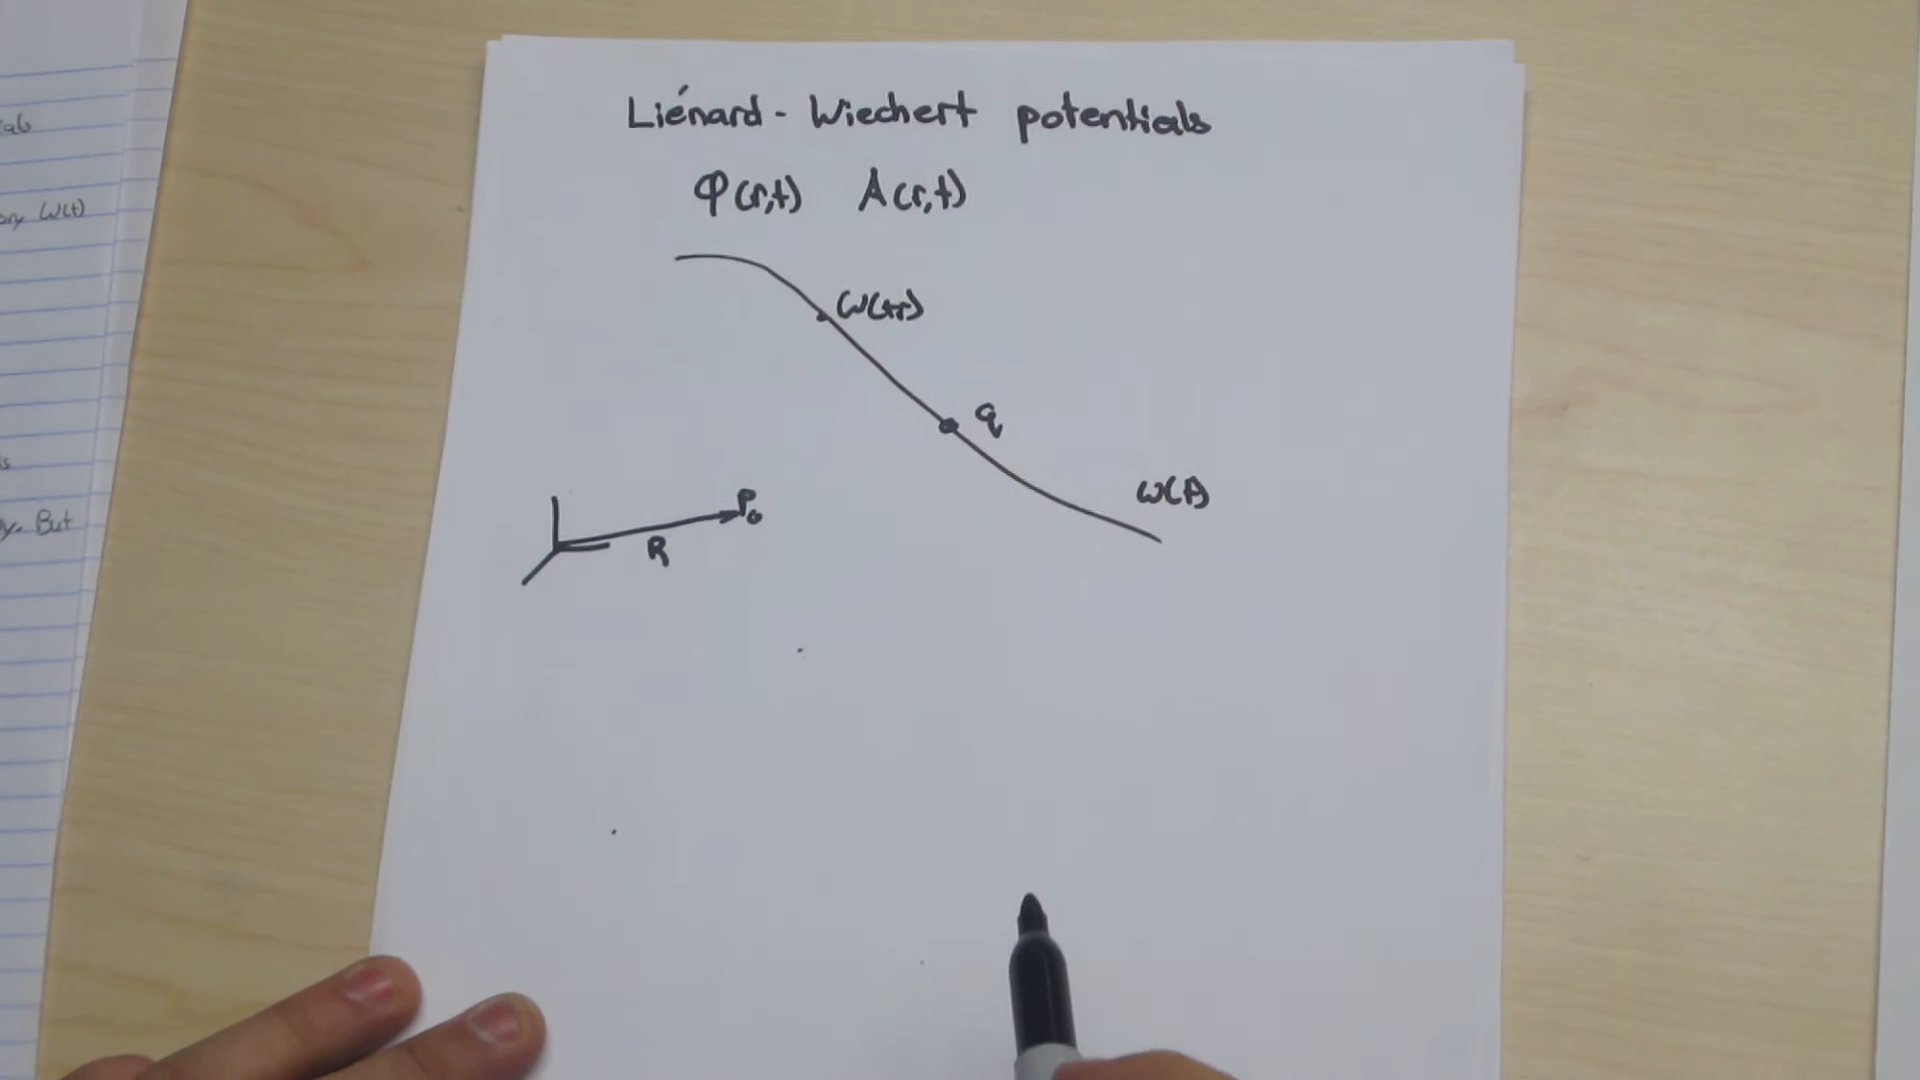 Liénard - Wiechert potentials
φ(r,t) A(r,t)
ω(tr)
q
ω(t)
P₀
R
ω(t)
y. But